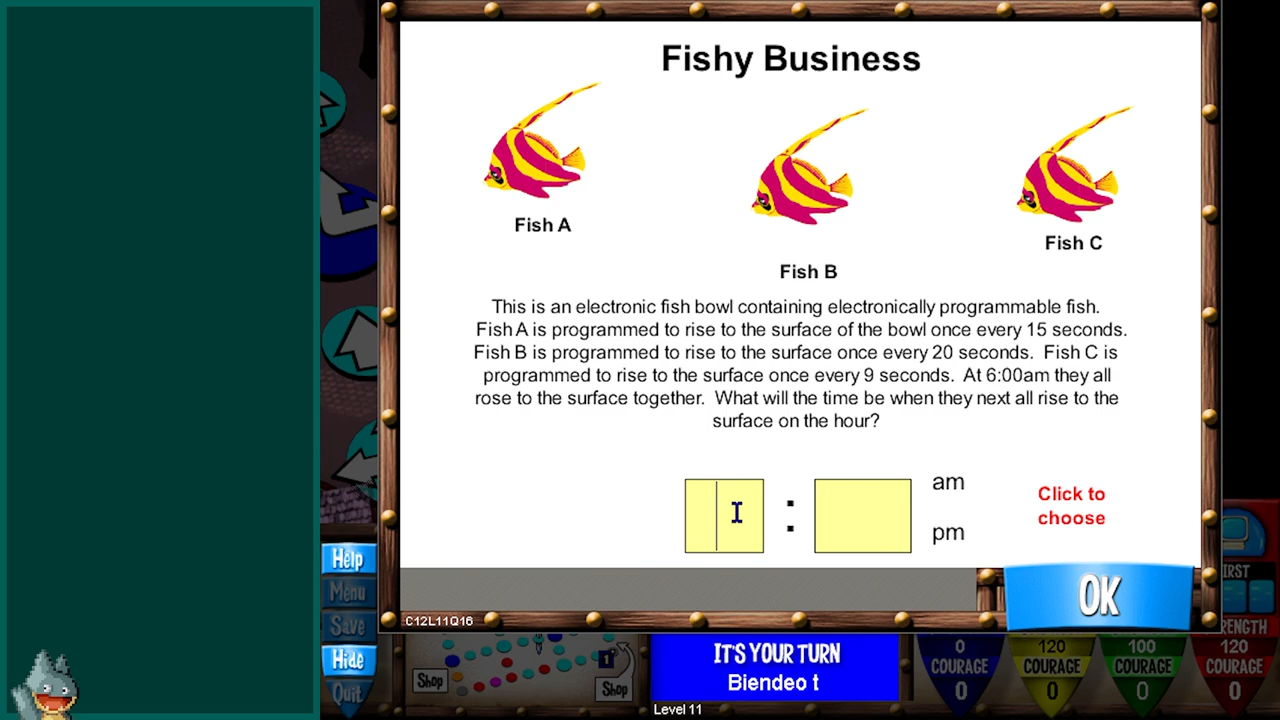 Fishy Business
Fish A
Fish B
Fish C
This is an electronic fish bowl containing electronically programmable fish.
Fish A is programmed to rise to the surface of the bowl once every 15 seconds.
Fish B is programmed to rise to the surface once every 20 seconds. Fish C is
programmed to rise to the surface once every 9 seconds. At 6:00am they all
rose to the surface together. What will the time be when they next all rise to the
surface on the hour?
:
am
pm
Click to
choose
OK
C12L11Q16
Help
Menu
Save
Hide
Quit
Shop
1
Shop
IT'S YOUR TURN
Biendeo t
Level 11
0
COURAGE
0
120
COURAGE
0
100
COURAGE
0
120
COURAGE
0